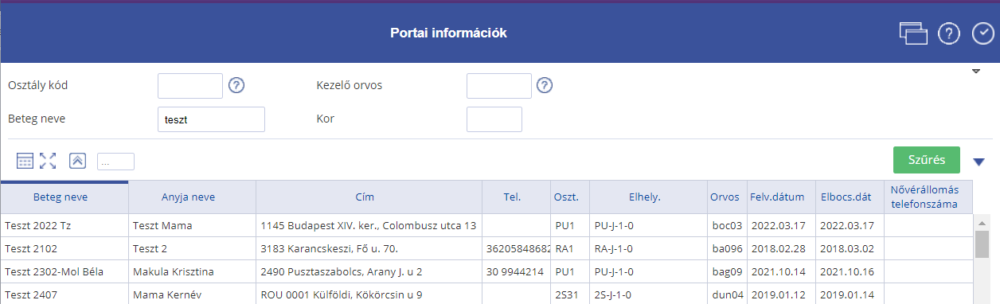 Portai információk
Osztály kód Kezelő orvos
Beteg neve teszt Kor
... Szűrés
Beteg neve Anyja neve Cím Tel. Oszt. Elhely. Orvos Felv.dátum Elbocs.dát Nővérállomás telefonszáma
Teszt 2022 Tz Teszt Mama 1145 Budapest XIV. ker., Colombusz utca 13 PU1 PU-J-1-0 boc03 2022.03.17 2022.03.17
Teszt 2102 Teszt 2 3183 Karancskeszi, Fő u. 70. 36205848682 RA1 RA-J-1-0 ba096 2018.02.28 2018.03.02
Teszt 2302-Mol Béla Makula Krisztina 2490 Pusztaszabolcs, Arany J. u 2 30 9944214 PU1 PU-J-1-0 bag09 2021.10.14 2021.10.16
Teszt 2407 Mama Kernév ROU 0001 Külföldi, Kökörcsin u 9 2S31 2S-J-1-0 dun04 2019.01.12 2019.01.14